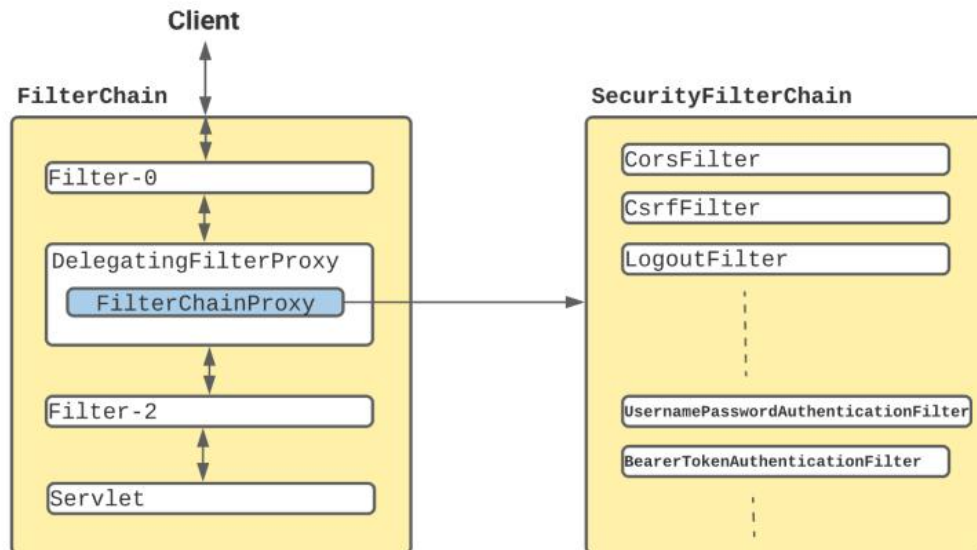 Client
FilterChain
Filter-0
DelegatingFilterProxy
FilterChainProxy
Filter-2
Servlet
SecurityFilterChain
CorsFilter
CsrfFilter
LogoutFilter
UsernamePasswordAuthenticationFilter
BearerTokenAuthenticationFilter